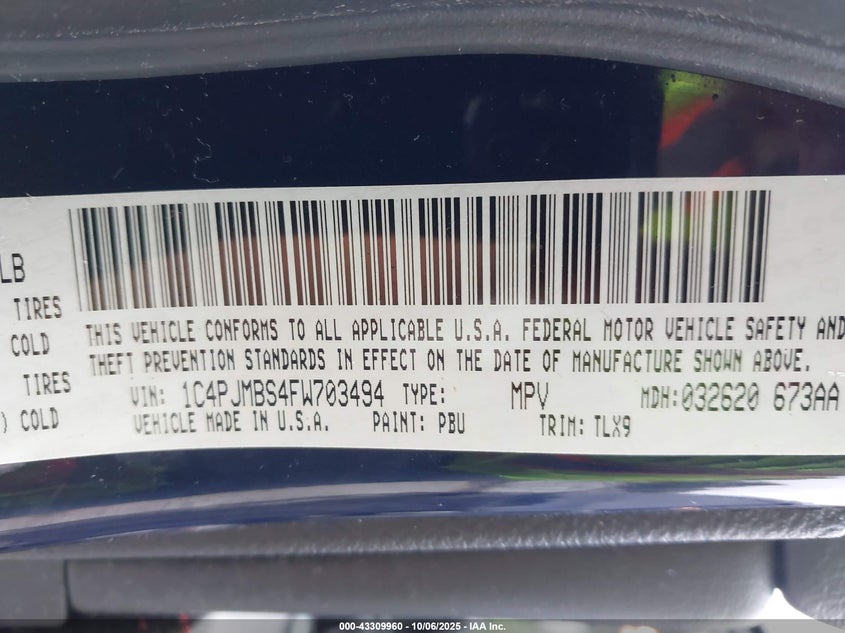 LB
TIRES
COLD
THIS VEHICLE CONFORMS TO ALL APPLICABLE U.S.A. FEDERAL MOTOR VEHICLE SAFETY AND
THEFT PREVENTION STANDARDS IN EFFECT ON THE DATE OF MANUFACTURE SHOWN ABOVE.
TIRES
VIN: 1C4PJMBS4FW703494 TYPE: MPV MDH:032620 673AA
) COLD
VEHICLE MADE IN U.S.A. PAINT: PBU TRIM: TLX9
000-43309960 - 10/06/2025 - IAA Inc.